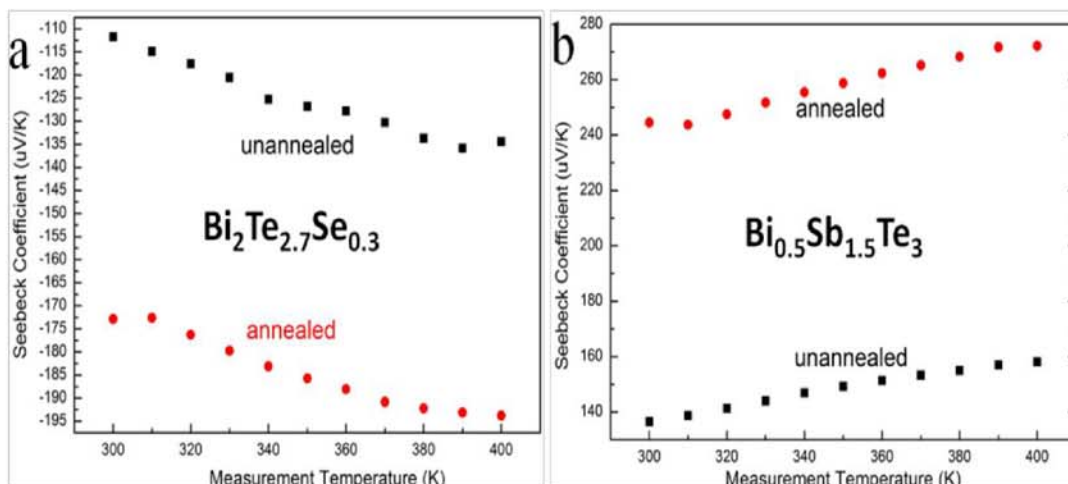 a
Seebeck Coefficient (uV/K)
-110
-115
-120
-125
-130
-135
-140
-145
-150
-155
-160
-165
-170
-175
-180
-185
-190
-195
unannealed
Bi2Te2.7Se0.3
annealed
300 320 340 360 380 400
Measurement Temperature (K)
b
Seebeck Coefficient (uV/K)
280
260
240
220
200
180
160
140
annealed
Bi0.5Sb1.5Te3
unannealed
300 320 340 360 380 400
Measurement Temperature (K)